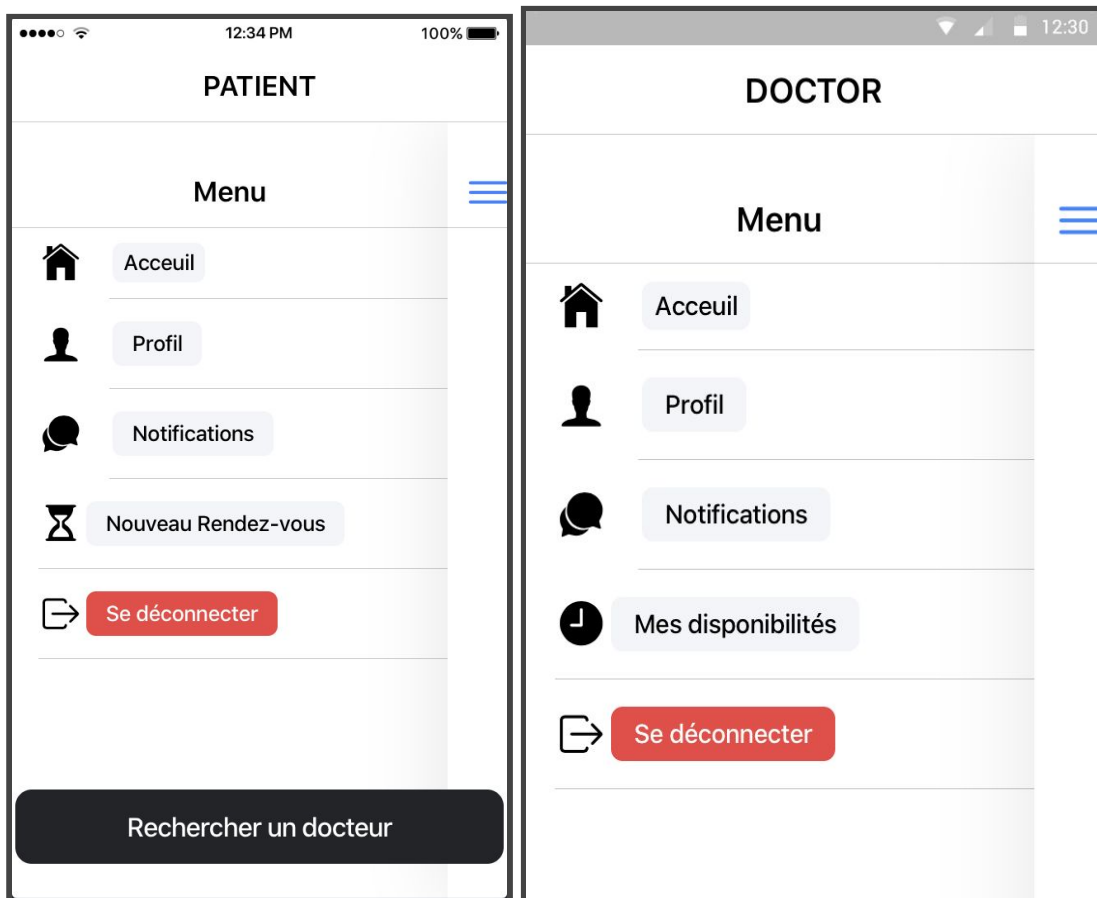 12:34 PM
100%
PATIENT
Menu
Acceuil
Profil
Notifications
Nouveau Rendez-vous
Se déconnecter
Rechercher un docteur
12:30
DOCTOR
Menu
Acceuil
Profil
Notifications
Mes disponibilités
Se déconnecter